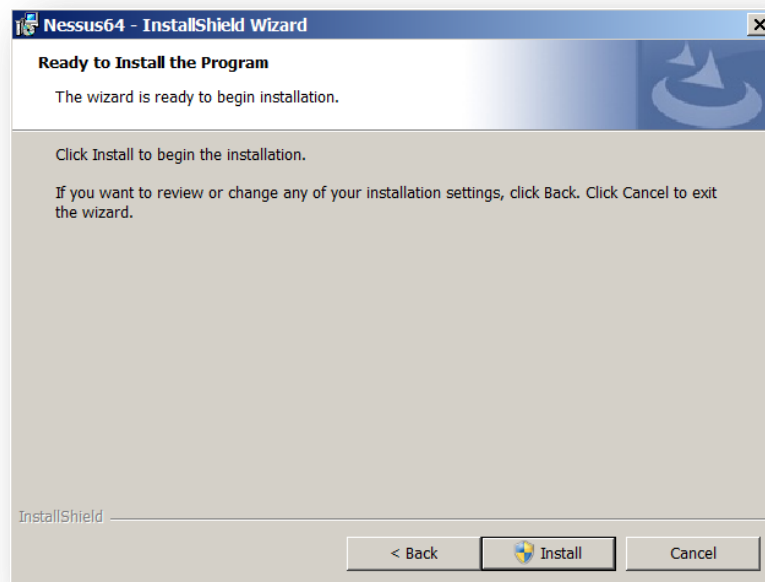 Nessus64 - InstallShield Wizard
Ready to Install the Program
The wizard is ready to begin installation.
Click Install to begin the installation.
If you want to review or change any of your installation settings, click Back. Click Cancel to exit
the wizard.
InstallShield
< Back
Install
Cancel